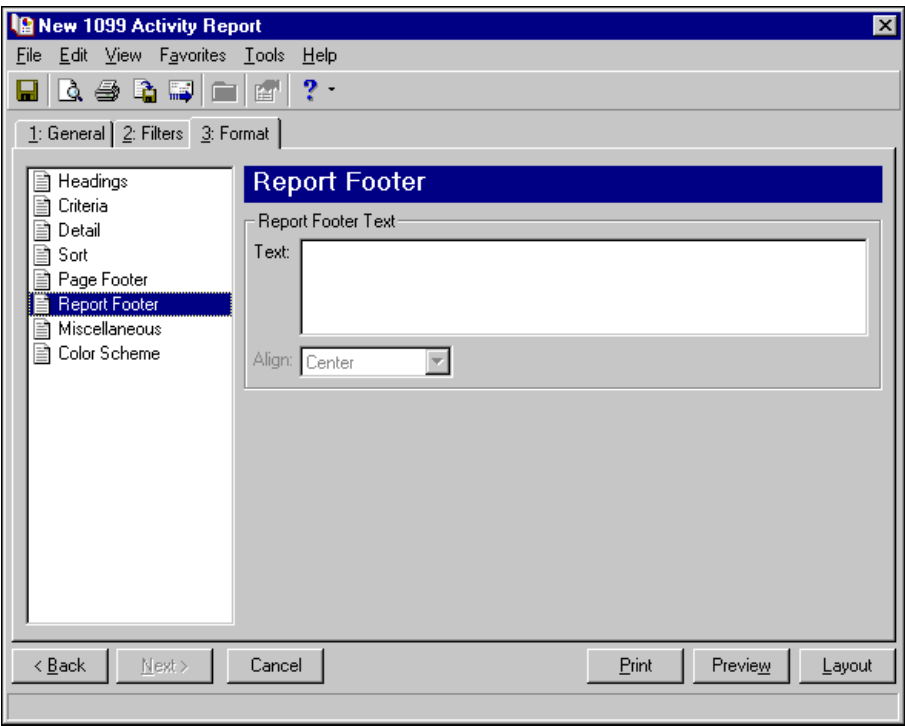 New 1099 Activity Report
File Edit View Favorites Tools Help
?
1: General 2: Filters 3: Format
Headings
Criteria
Detail
Sort
Page Footer
Report Footer
Miscellaneous
Color Scheme
Report Footer
Report Footer Text
Text:
Align: Center
< Back Next > Cancel Print Preview Layout